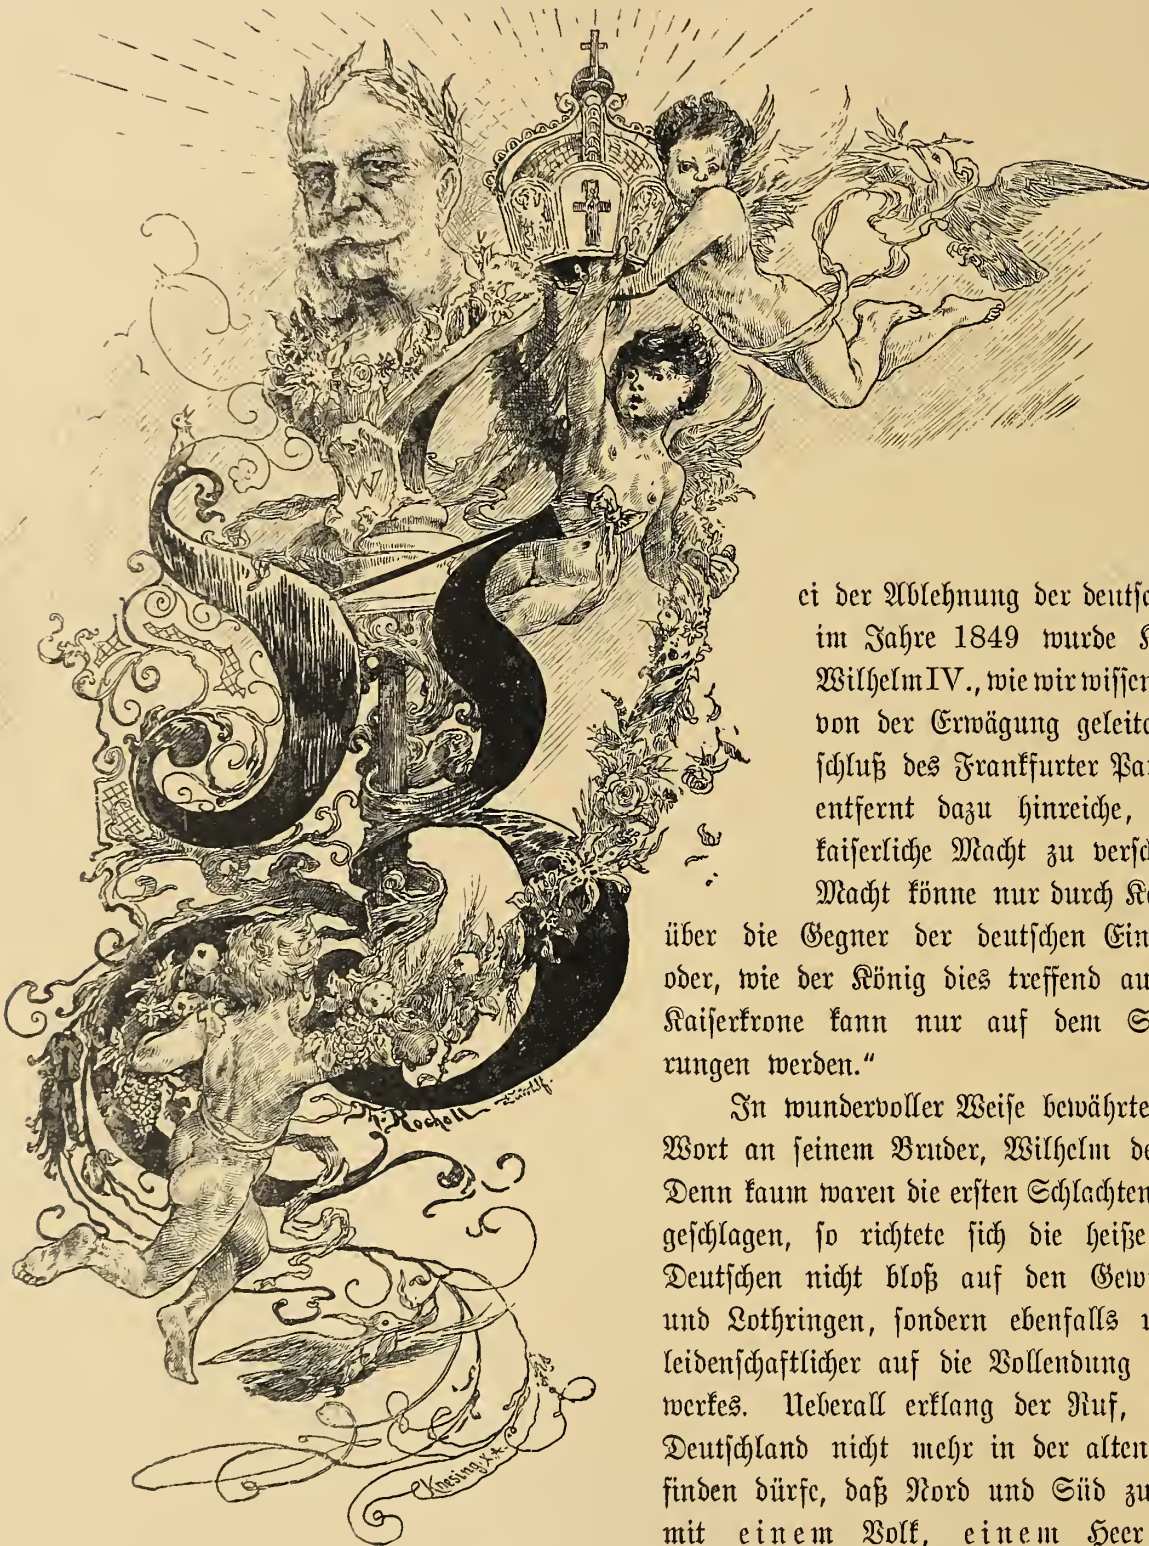 W
B
ei der Ablehnung der deutsc
im Jahre 1849 wurde K
Wilhelm IV., wie wir wissen
von der Erwägung geleitc
schluß des Frankfurter Par
entfernt dazu hinreiche,
kaiserliche Macht zu versc
Macht könne nur durch K
über die Gegner der deutschen Ein
oder, wie der König dies treffend au
Kaiserkrone kann nur auf dem S
rungen werden.“
In wundervoller Weise bewährte
Wort an seinem Bruder, Wilhelm de
Denn kaum waren die ersten Schlachten
geschlagen, so richtete sich die heiße
Deutschen nicht bloß auf den Gew
und Lothringen, sondern ebenfalls
leidenschaftlicher auf die Vollendung
werkes. Ueberall erklang der Ruf,
Deutschland nicht mehr in der alten
finden dürfe, daß Nord und Süd zu
mit einem Volk, einem Heer
Th. Rocholl
Knesing X.A.